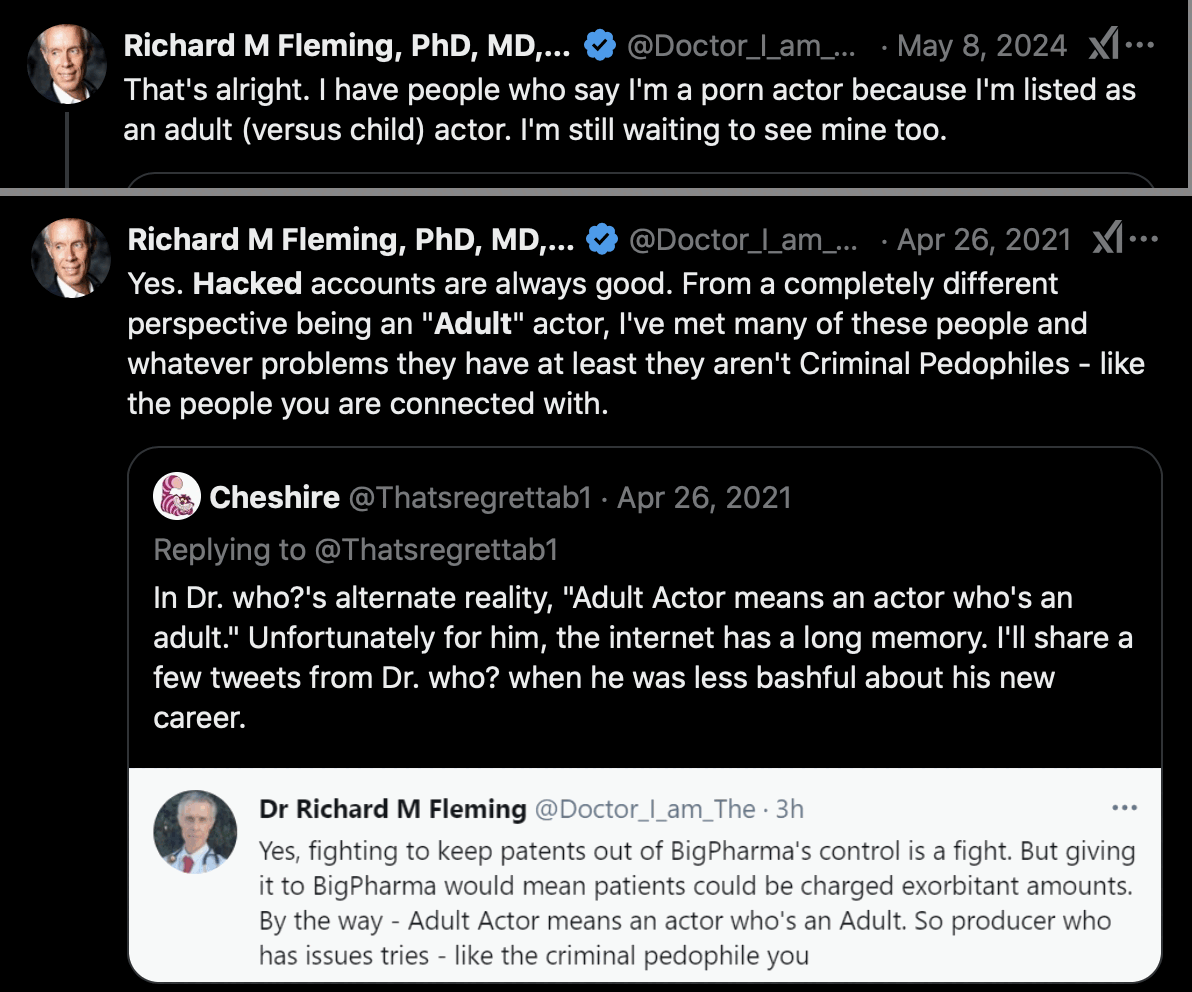 Richard M Fleming, PhD, MD,... @Doctor_I_am_... · May 8, 2024
That's alright. I have people who say I'm a porn actor because I'm listed as
an adult (versus child) actor. I'm still waiting to see mine too.
Richard M Fleming, PhD, MD,... @Doctor_I_am_... · Apr 26, 2021
Yes. Hacked accounts are always good. From a completely different
perspective being an "Adult" actor, I've met many of these people and
whatever problems they have at least they aren't Criminal Pedophiles - like
the people you are connected with.
Cheshire @Thatsregrettab1 · Apr 26, 2021
Replying to @Thatsregrettab1
In Dr. who?'s alternate reality, "Adult Actor means an actor who's an
adult." Unfortunately for him, the internet has a long memory. I'll share a
few tweets from Dr. who? when he was less bashful about his new
career.
Dr Richard M Fleming @Doctor_I_am_The · 3h
Yes, fighting to keep patents out of BigPharma's control is a fight. But giving
it to BigPharma would mean patients could be charged exorbitant amounts.
By the way - Adult Actor means an actor who's an Adult. So producer who
has issues tries - like the criminal pedophile you